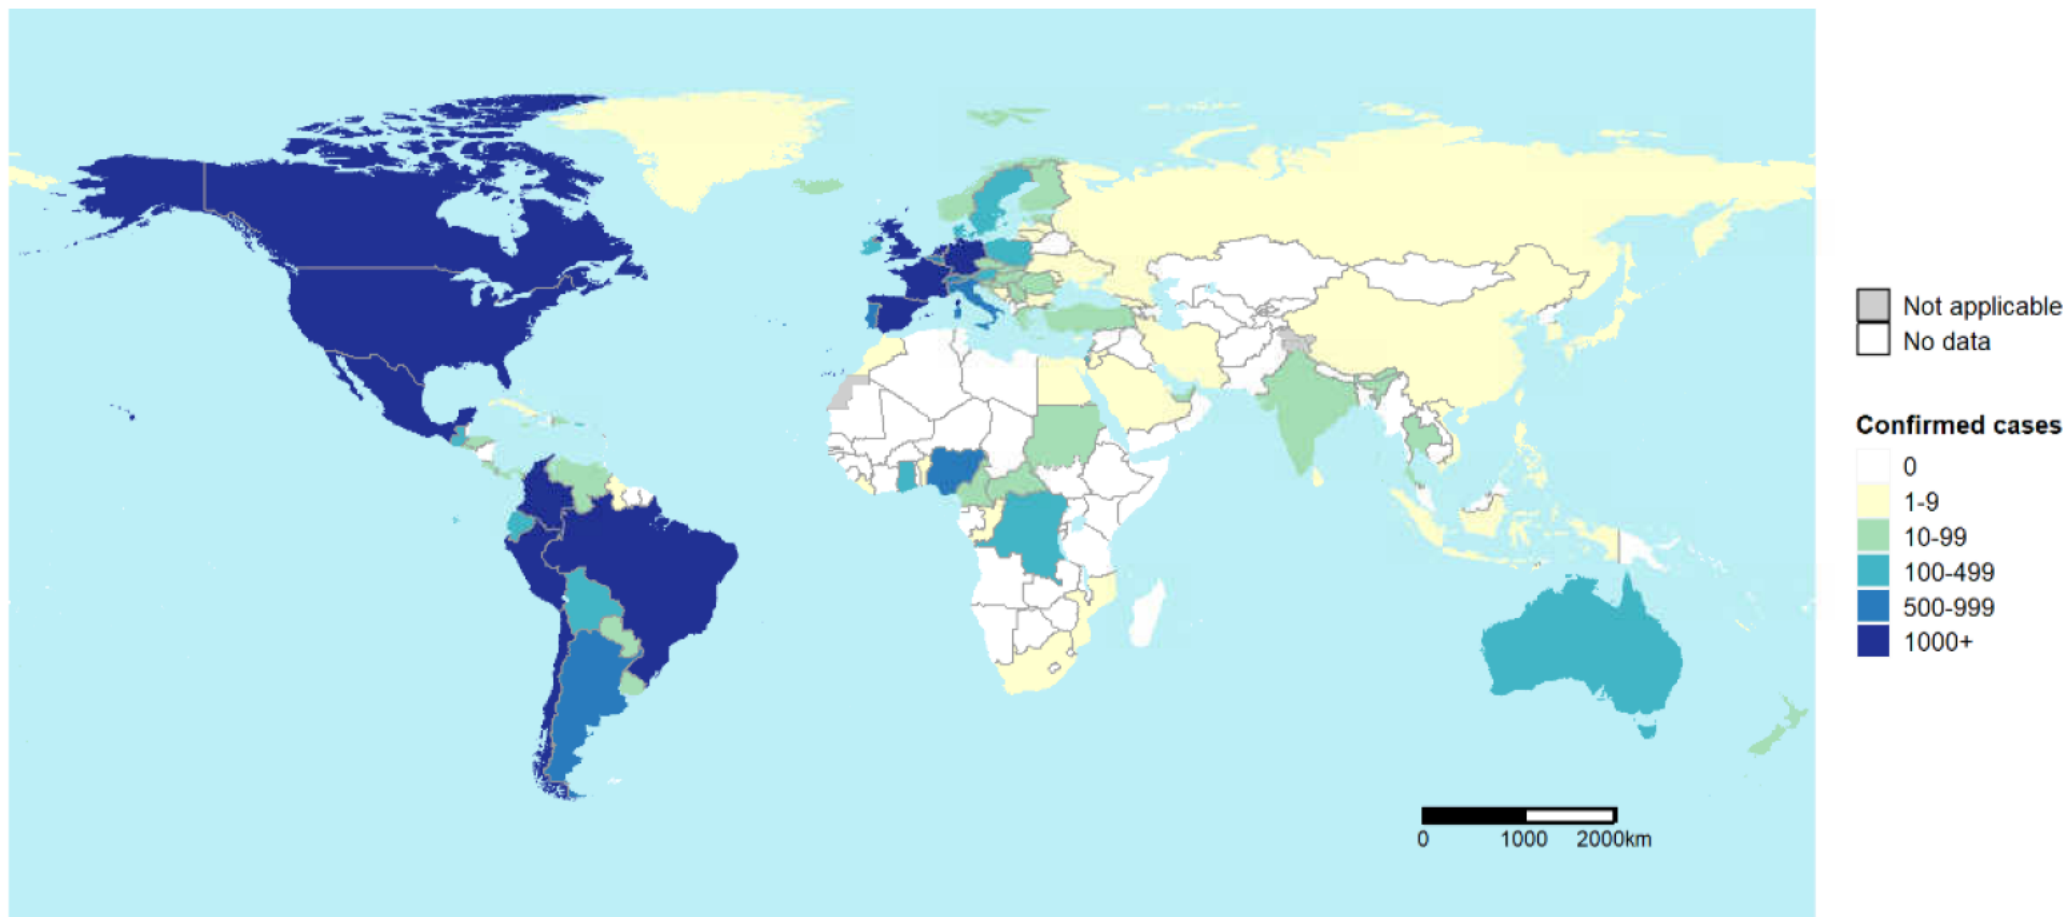 Not applicable
No data
Confirmed cases
0
1-9
10-99
100-499
500-999
1000+
0 1000 2000km